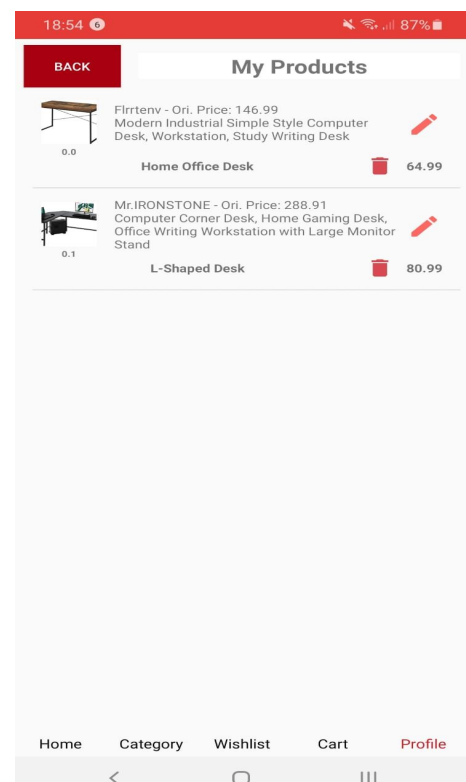 18:54 6 87%
BACK My Products
Flrrtenv - Ori. Price: 146.99
Modern Industrial Simple Style Computer
Desk, Workstation, Study Writing Desk
0.0
Home Office Desk 64.99
Mr.IRONSTONE - Ori. Price: 288.91
Computer Corner Desk, Home Gaming Desk,
Office Writing Workstation with Large Monitor
Stand
0.1
L-Shaped Desk 80.99
Home Category Wishlist Cart Profile